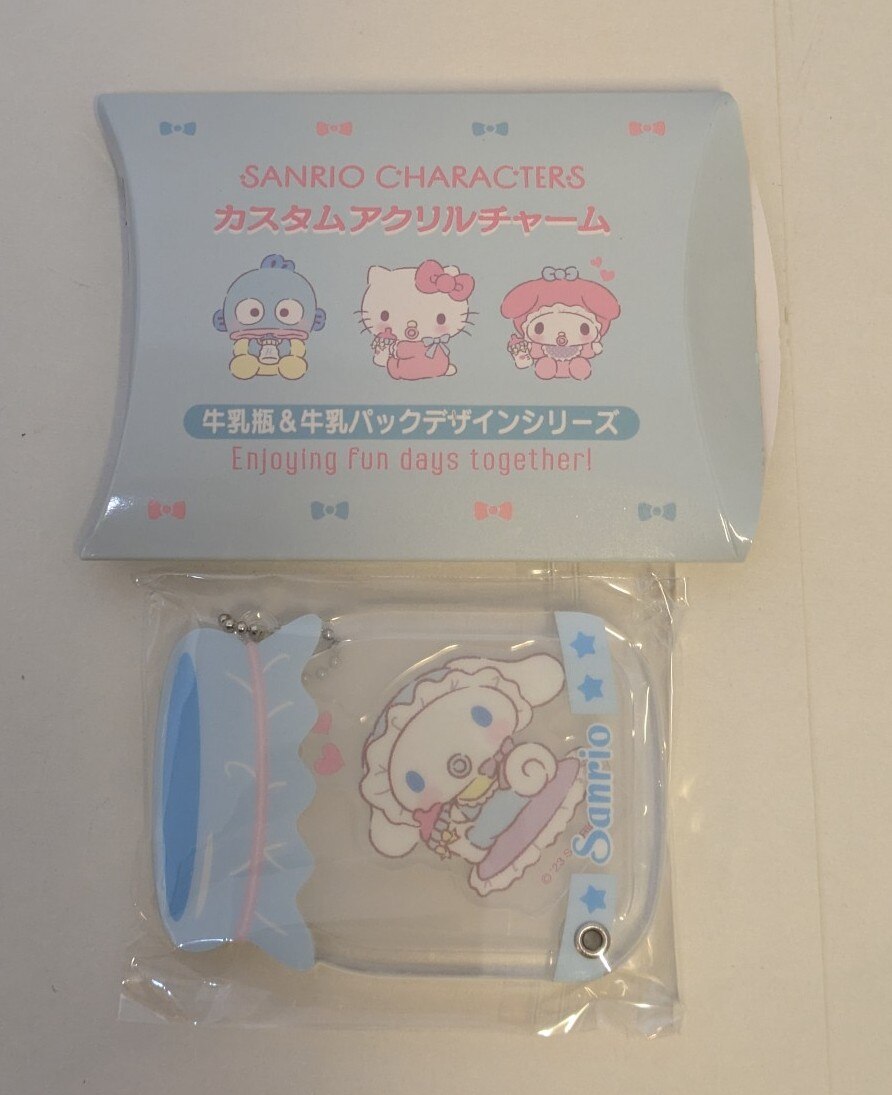 SANRIO CHARACTERS
カスタムアクリルチャーム
牛乳瓶&牛乳パックデザインシリーズ
Enjoying fun days together!
Sanrio
©'23 S